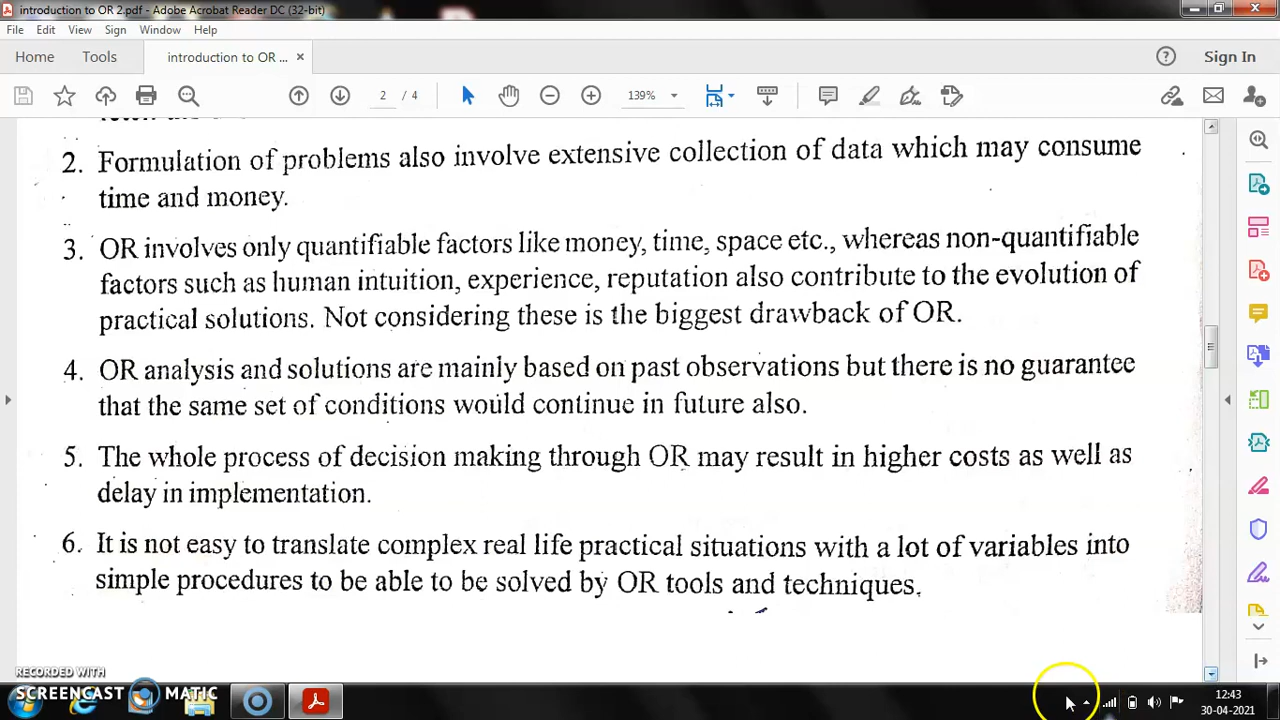 introduction to OR 2.pdf - Adobe Acrobat Reader DC (32-bit)
File Edit View Sign Window Help
Home Tools introduction to OR ... × Sign In
2 / 4 139%
2. Formulation of problems also involve extensive collection of data which may consume
time and money.
3. OR involves only quantifiable factors like money, time, space etc., whereas non-quantifiable
factors such as human intuition, experience, reputation also contribute to the evolution of
practical solutions. Not considering these is the biggest drawback of OR.
4. OR analysis and solutions are mainly based on past observations but there is no guarantee
that the same set of conditions would continue in future also.
5. The whole process of decision making through OR may result in higher costs as well as
delay in implementation.
6. It is not easy to translate complex real life practical situations with a lot of variables into
simple procedures to be able to be solved by OR tools and techniques.
RECORDED WITH
SCREENCAST MATIC
12:43
30-04-2021